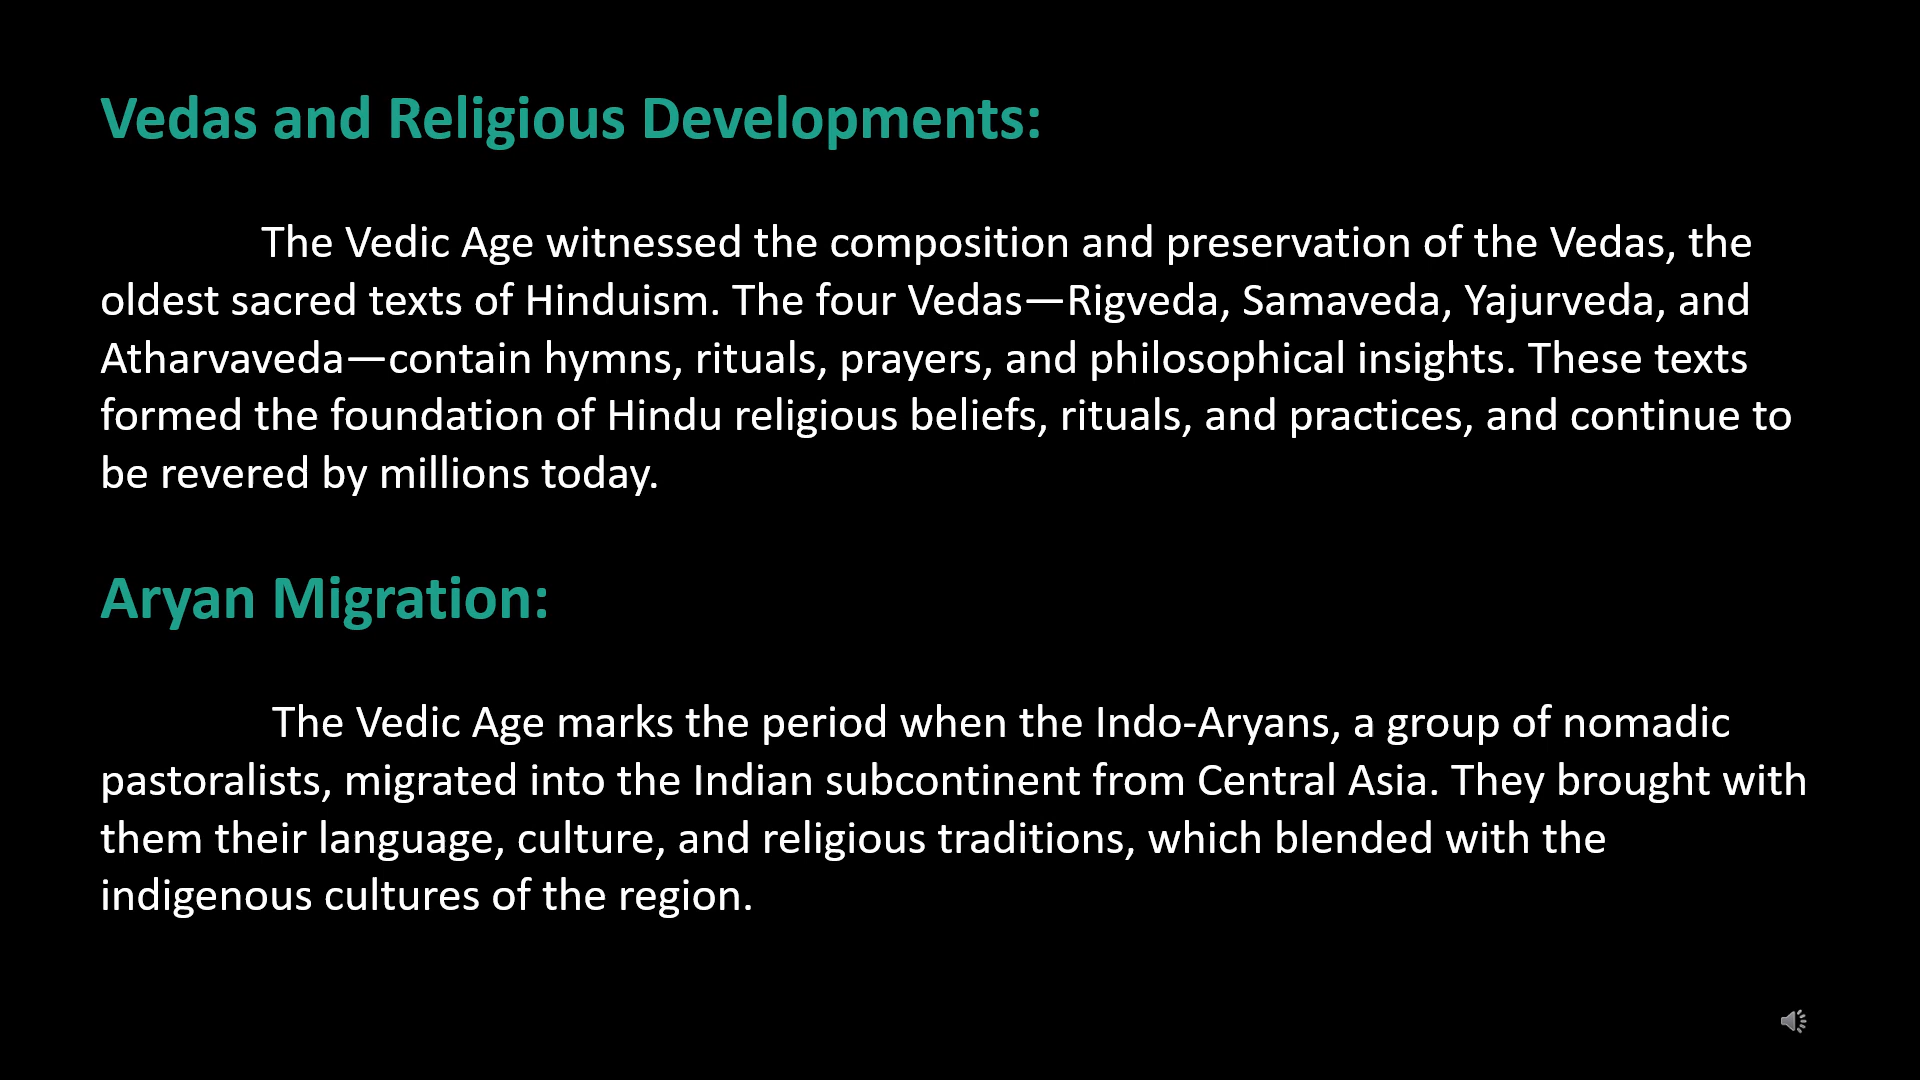 Vedas and Religious Developments:
The Vedic Age witnessed the composition and preservation of the Vedas, the
oldest sacred texts of Hinduism. The four Vedas—Rigveda, Samaveda, Yajurveda, and
Atharvaveda—contain hymns, rituals, prayers, and philosophical insights. These texts
formed the foundation of Hindu religious beliefs, rituals, and practices, and continue to
be revered by millions today.
Aryan Migration:
The Vedic Age marks the period when the Indo-Aryans, a group of nomadic
pastoralists, migrated into the Indian subcontinent from Central Asia. They brought with
them their language, culture, and religious traditions, which blended with the
indigenous cultures of the region.